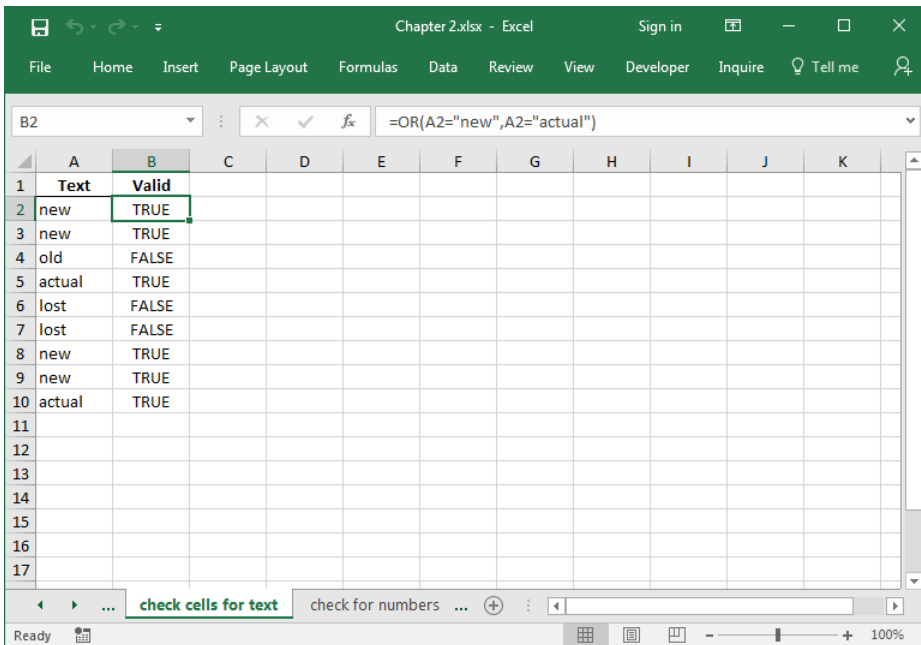 Chapter 2.xlsx - Excel Sign in
File Home Insert Page Layout Formulas Data Review View Developer Inquire Tell me
B2 fx =OR(A2="new",A2="actual")
A B C D E F G H I J K
1 Text Valid
2 new TRUE
3 new TRUE
4 old FALSE
5 actual TRUE
6 lost FALSE
7 lost FALSE
8 new TRUE
9 new TRUE
10 actual TRUE
11
12
13
14
15
16
17
... check cells for text check for numbers ...
Ready 100%